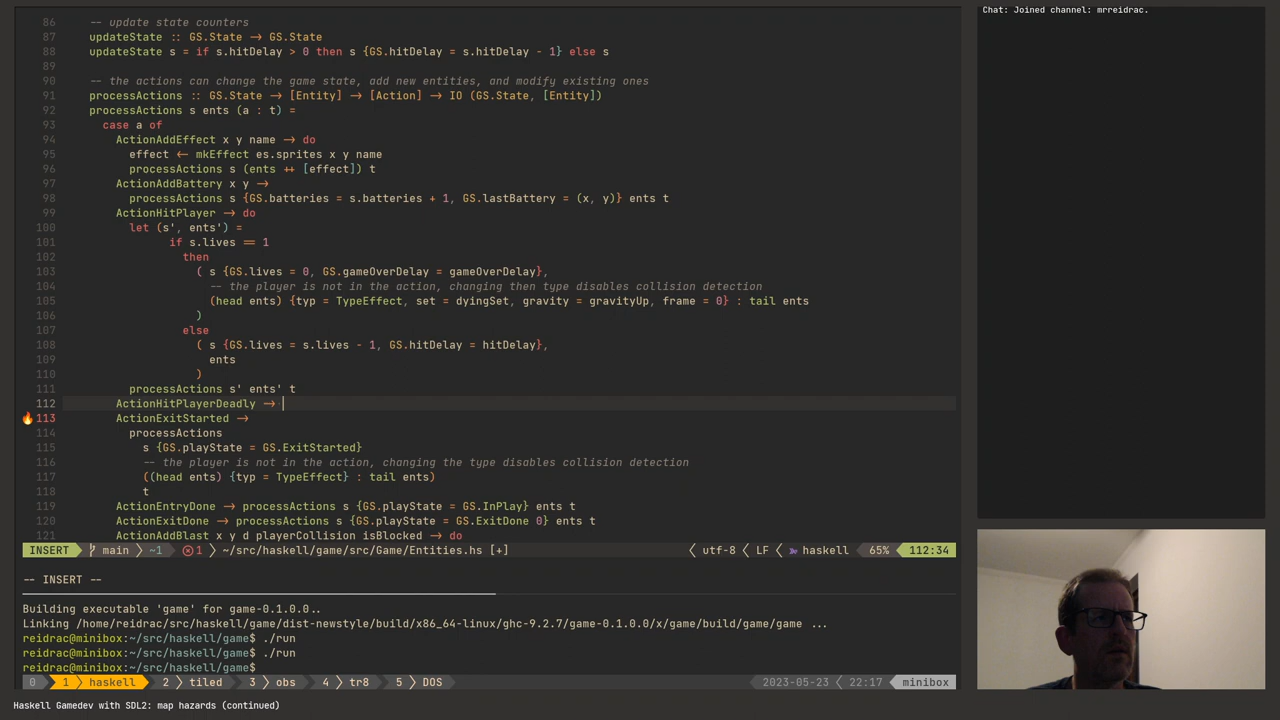 86 -- update state counters
87 updateState :: GS.State → GS.State
88 updateState s = if s.hitDelay > 0 then s {GS.hitDelay = s.hitDelay - 1} else s
89
90 -- the actions can change the game state, add new entities, and modify existing ones
91 processActions :: GS.State → [Entity] → [Action] → IO (GS.State, [Entity])
92 processActions s ents (a : t) =
93 case a of
94 ActionAddEffect x y name → do
95 effect ← mkEffect es.sprites x y name
96 processActions s (ents ++ [effect]) t
97 ActionAddBattery x y →
98 processActions s {GS.batteries = s.batteries + 1, GS.lastBattery = (x, y)} ents t
99 ActionHitPlayer → do
100 let (s', ents') =
101 if s.lives == 1
102 then
103 ( s {GS.lives = 0, GS.gameOverDelay = gameOverDelay},
104 -- the player is not in the action, changing then type disables collision detection
105 (head ents) {typ = TypeEffect, set = dyingSet, gravity = gravityUp, frame = 0} : tail ents
106 )
107 else
108 ( s {GS.lives = s.lives - 1, GS.hitDelay = hitDelay},
109 ents
110 )
111 processActions s' ents' t
112 ActionHitPlayerDeadly →
113 ActionExitStarted →
114 processActions
115 s {GS.playState = GS.ExitStarted}
116 -- the player is not in the action, changing the type disables collision detection
117 ((head ents) {typ = TypeEffect} : tail ents)
118 t
119 ActionEntryDone → processActions s {GS.playState = GS.InPlay} ents t
120 ActionExitDone → processActions s {GS.playState = GS.ExitDone 0} ents t
121 ActionAddBlast x y d playerCollision isBlocked → do
INSERT main ~1 1 ~/src/haskell/game/src/Game/Entities.hs [+] utf-8 LF haskell 65% 112:34
-- INSERT --
Building executable 'game' for game-0.1.0.0..
Linking /home/reidrac/src/haskell/game/dist-newstyle/build/x86_64-linux/ghc-9.2.7/game-0.1.0.0/x/game/build/game/game ...
reidrac@minibox:~/src/haskell/game$ ./run
reidrac@minibox:~/src/haskell/game$ ./run
reidrac@minibox:~/src/haskell/game$
0 1 haskell 2 tiled 3 obs 4 tr8 5 DOS 2023-05-23 22:17 minibox
Haskell Gamedev with SDL2: map hazards (continued)
Chat: Joined channel: mrreidrac.